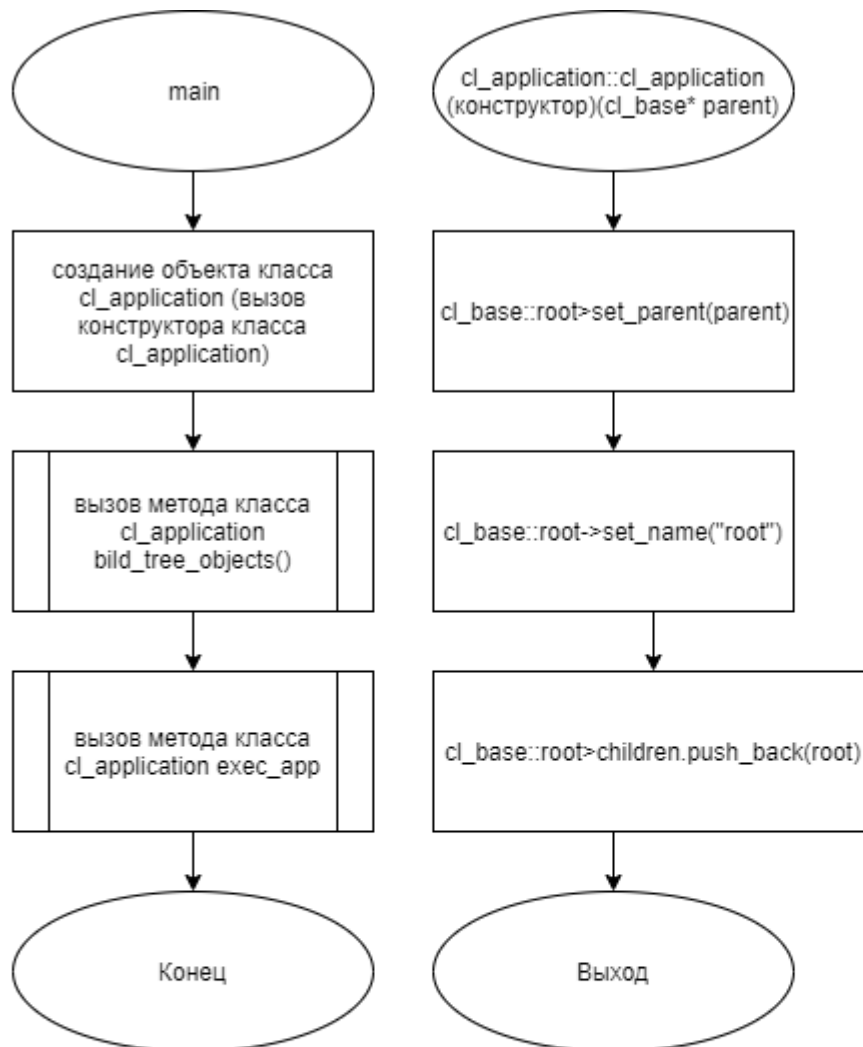 main
создание объекта класса
cl_application (вызов
конструктора класса
cl_application)
вызов метода класса
cl_application
bild_tree_objects()
вызов метода класса
cl_application exec_app
Конец
cl_application::cl_application
(конструктор)(cl_base* parent)
cl_base::root>set_parent(parent)
cl_base::root->set_name("root")
cl_base::root>children.push_back(root)
Выход